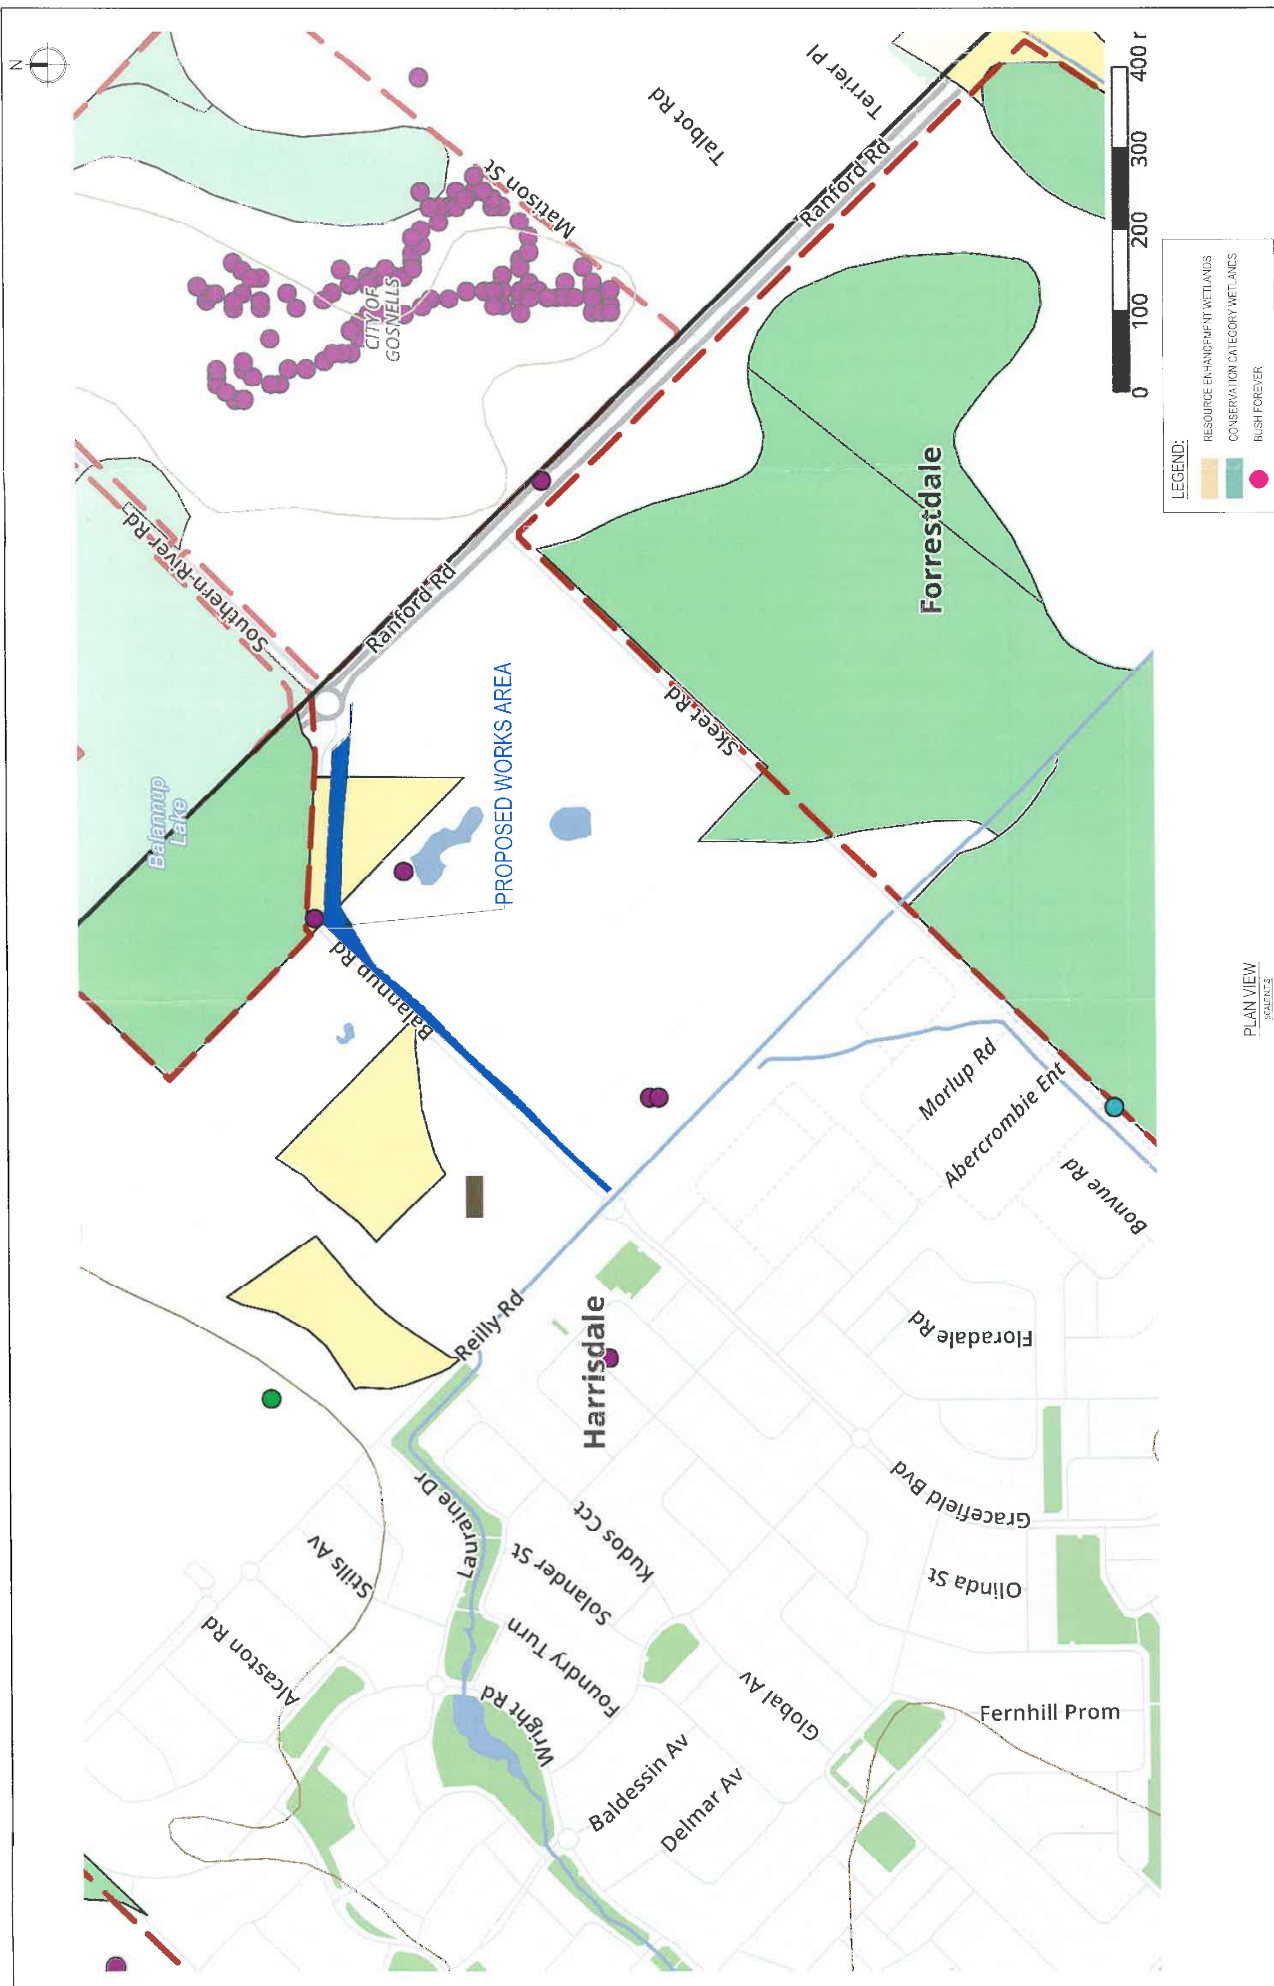 N
Terrier Pl
Talbot Rd
Ranford Rd
Matison St
CITY OF
GOSNELLS
Southern-River-Rd
Ranford Rd
Balannup
Lake
PROPOSED WORKS AREA
Skeet Rd
Forrestdale
Balannup Rd
Morlup Rd
Abercrombie Ent
Bonvue Rd
Reilly-Rd
Harrisdale
Floradale Rd
Gracefield Bvd
Olinda St
Lauraine Dr
Kudos Cct
Solander St
Foundry Turn
Stills Av
Alcaston Rd
Wright Rd
Global Av
Baldessin Av
Delmar Av
Fernhill Prom
0 100 200 300 400 m
LEGEND:
RESOURCE ENHANCEMENT WETLANDS
CONSERVATION CATEGORY WETLANDS
BUSH FOREVER
PLAN VIEW
SCALE N.T.S